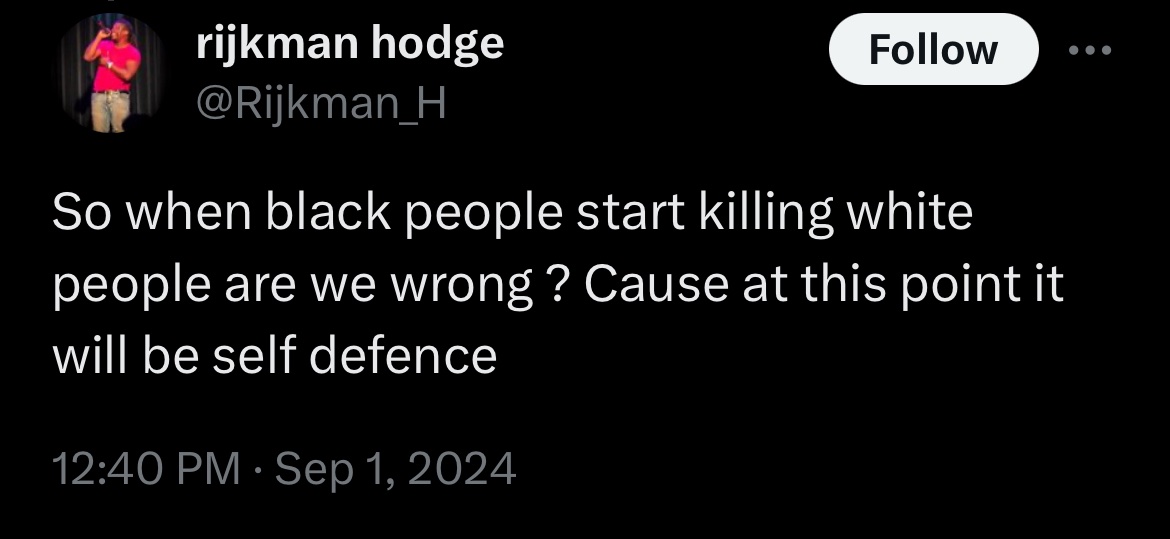 rijkman hodge
Follow
@Rijkman_H
So when black people start killing white
people are we wrong ? Cause at this point it
will be self defence
12:40 PM · Sep 1, 2024